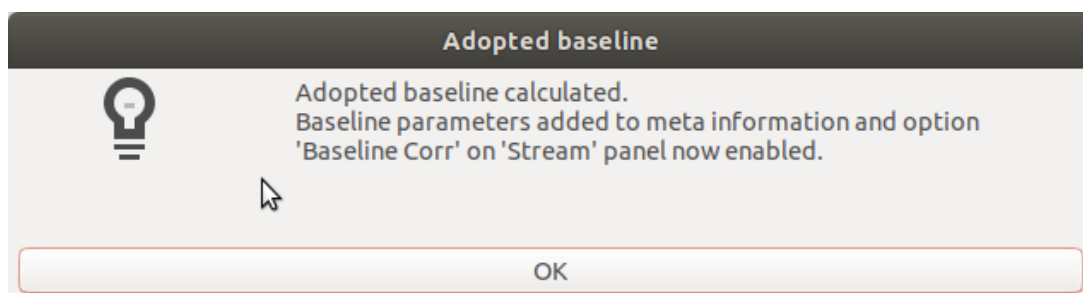 Adopted baseline
Adopted baseline calculated.
Baseline parameters added to meta information and option
'Baseline Corr' on 'Stream' panel now enabled.
OK